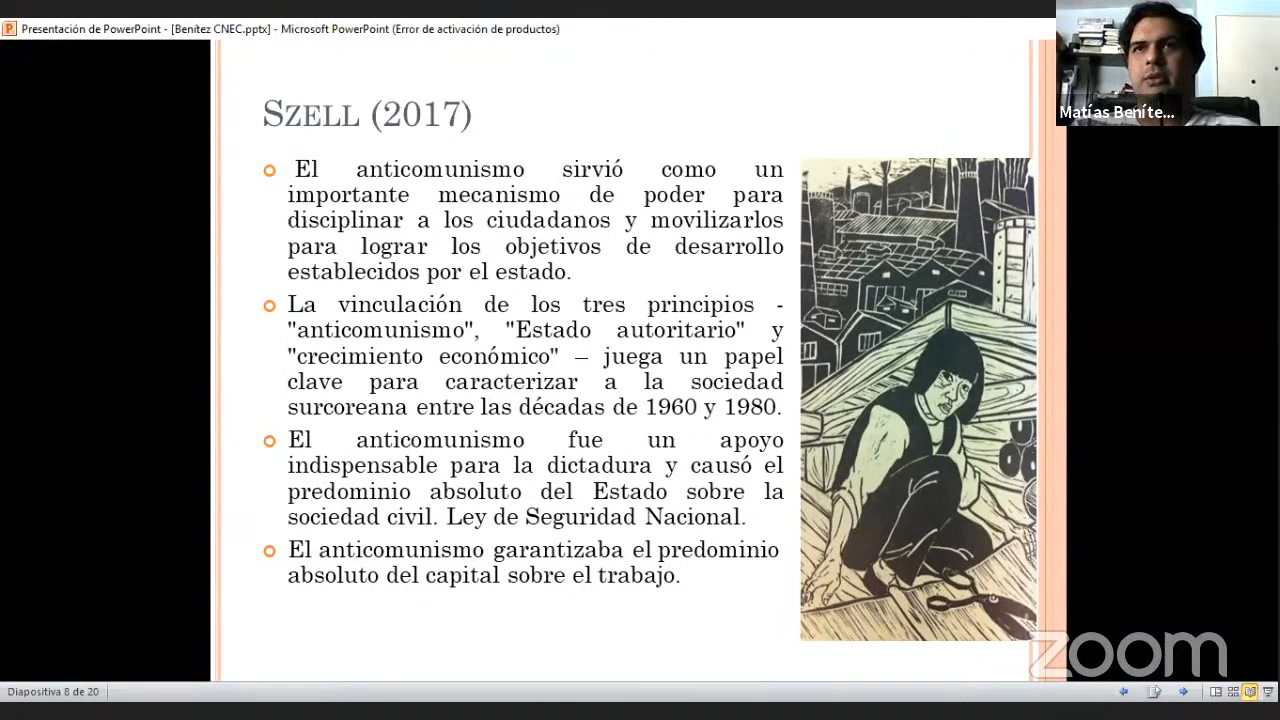 Presentación de PowerPoint - [Benítez CNEC.pptx] - Microsoft PowerPoint (Error de activación de productos)
Matías Beníte...
SZELL (2017)
El anticomunismo sirvió como un
importante mecanismo de poder para
disciplinar a los ciudadanos y movilizarlos
para lograr los objetivos de desarrollo
establecidos por el estado.
La vinculación de los tres principios -
"anticomunismo", "Estado autoritario" y
"crecimiento económico" – juega un papel
clave para caracterizar a la sociedad
surcoreana entre las décadas de 1960 y 1980.
El anticomunismo fue un apoyo
indispensable para la dictadura y causó el
predominio absoluto del Estado sobre la
sociedad civil. Ley de Seguridad Nacional.
El anticomunismo garantizaba el predominio
absoluto del capital sobre el trabajo.
zoom
Diapositiva 8 de 20